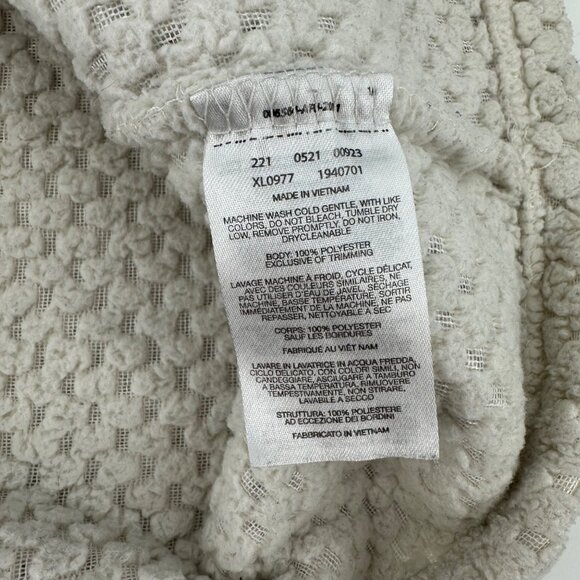 221 0521 00923
XL0977 1940701
MADE IN VIETNAM
MACHINE WASH COLD GENTLE, WITH LIKE
COLORS, DO NOT BLEACH, TUMBLE DRY
LOW, REMOVE PROMPTLY, DO NOT IRON,
DRYCLEANABLE
BODY: 100% POLYESTER
EXCLUSIVE OF TRIMMING
LAVAGE MACHINE À FROID, CYCLE DÉLICAT,
AVEC DES COULEURS SIMILAIRES, NE
PAS UTILISER D'EAU DE JAVEL, SÉCHAGE
MACHINE, BASSE TEMPÉRATURE, SORTIR
IMMÉDIATEMENT DE LA MACHINE, NE PAS
REPASSER, NETTOYABLE A SEC
CORPS: 100% POLYESTER
SAUF LES BORDURES
FABRIQUÉ AU VIÊT NAM
LAVARE IN LAVATRICE IN ACQUA FREDDA,
CICLO DELICATO, CON COLORI SIMILI, NON
CANDEGGIARE, ASCIUGARE A TAMBURO
A BASSA TEMPERATURA, RIMUOVERE
TEMPESTIVAMENTE, NON STIRARE,
LAVABILE A SECCO
STRUTTURA: 100% POLIESTERE
AD ECCEZIONE DEI BORDINI
FABBRICATO IN VIETNAM